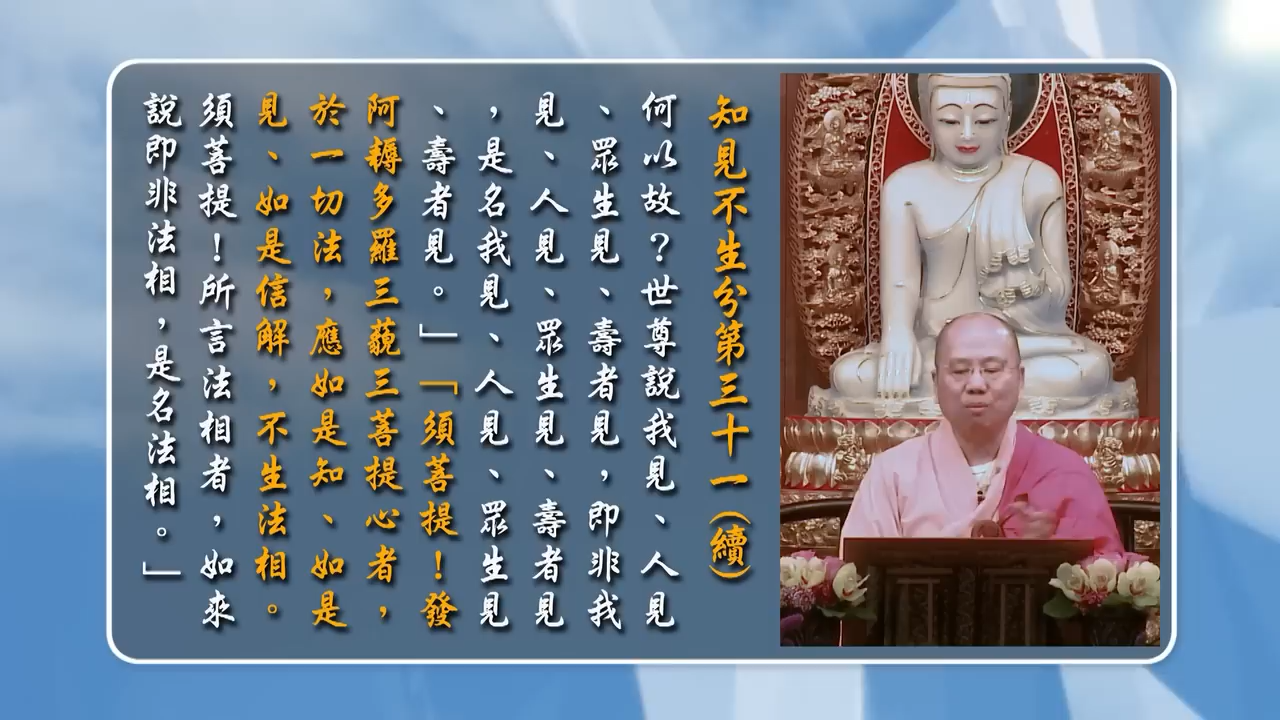 知見不生分第三十一(續)
何以故？世尊說我見、人見
、眾生見、壽者見，即非我
見、人見、眾生見、壽者見
，是名我見、人見、眾生見
、壽者見。」「須菩提！發
阿耨多羅三藐三菩提心者，
於一切法，應如是知、如是
見、如是信解，不生法相。
須菩提！所言法相者，如來
說即非法相，是名法相。」